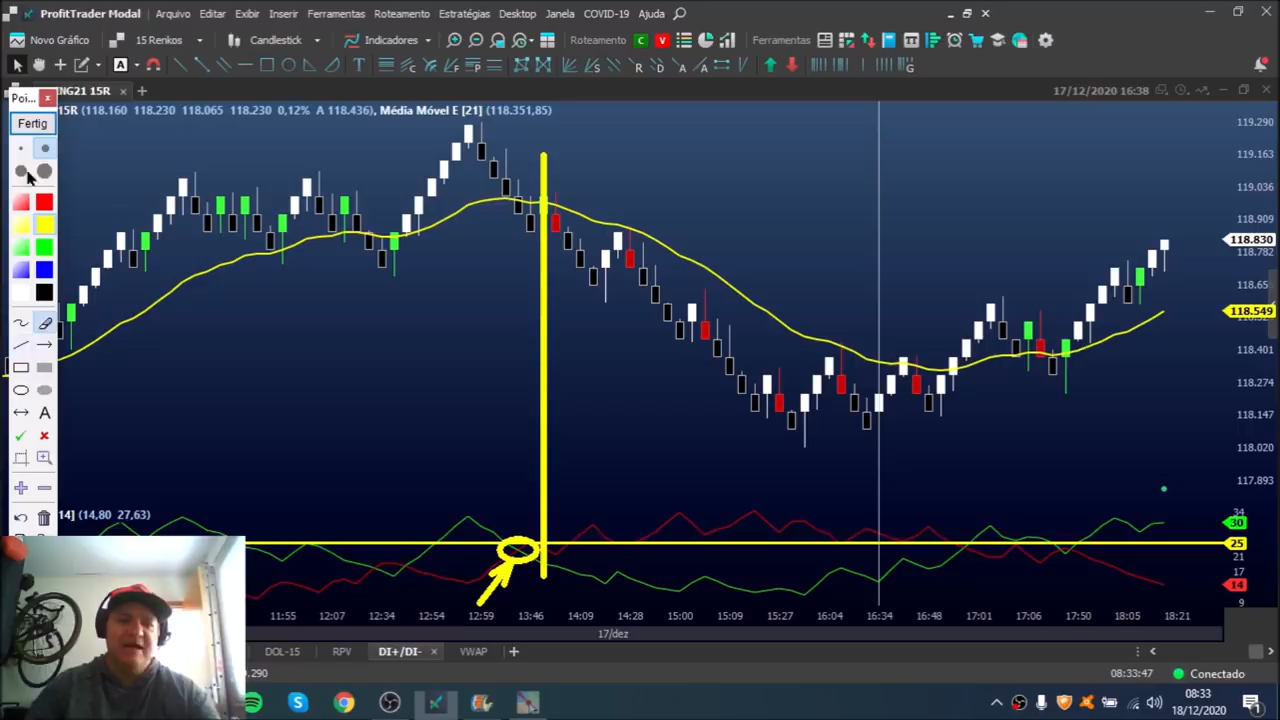 ProfitTrader Modal Arquivo Editar Exibir Inserir Ferramentas Roteamento Estratégias Desktop Janela COVID-19 Ajuda
Novo Gráfico 15 Renkos Candlestick Indicadores Roteamento C V Ferramentas
NG21 15R 17/12/2020 16:38
Poi...
15R (118.160 118.230 118.065 118.230 0,12% A 118.436), Média Móvel E [21] (118.351,85)
Fertig
119.290
119.163
119.036
118.909
118.830
118.782
118.65
118.549
118.401
118.274
118.147
118.020
117.893
14] (14,80 27,63)
34
30
25
21
17
14
9
11:55 12:07 12:54 12:59 13:46 14:09 14:28 15:00 15:27 16:04 16:34 16:48 17:01 17:06 17:50 18:05 18:21
17/dez
DOL-15 RPV DI+/DI- VWAP
.290 08:33:47 Conectado
08:33
18/12/2020